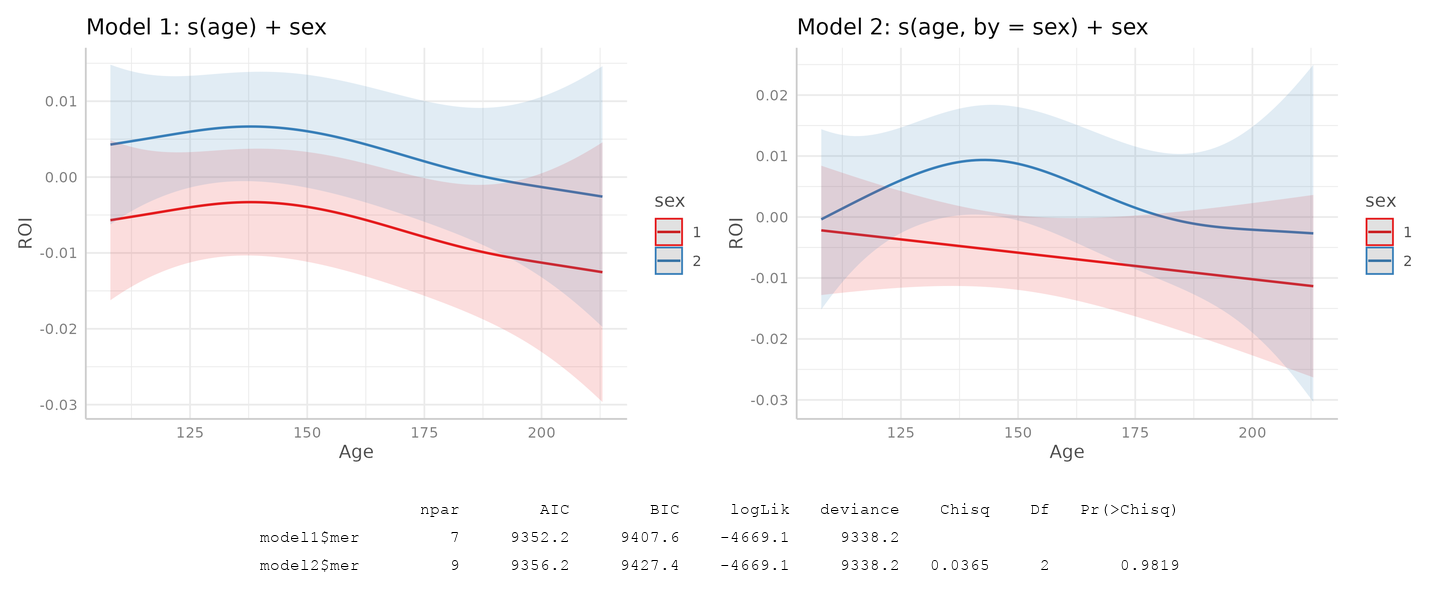 Model 1: s(age) + sex
0.01
0.00
-0.01
-0.02
-0.03
ROI
125 150 175 200
Age
sex
1
2
Model 2: s(age, by = sex) + sex
0.02
0.01
0.00
-0.01
-0.02
-0.03
ROI
125 150 175 200
Age
sex
1
2
npar AIC BIC logLik deviance Chisq Df Pr(>Chisq)
model1$mer 7 9352.2 9407.6 -4669.1 9338.2
model2$mer 9 9356.2 9427.4 -4669.1 9338.2 0.0365 2 0.9819